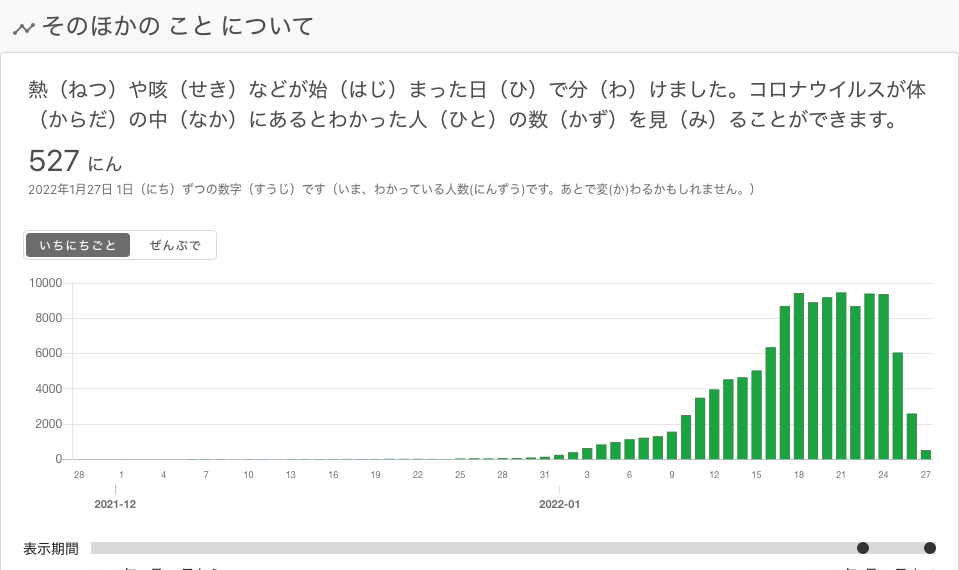 そのほかの こと について
熱（ねつ）や咳（せき）などが始（はじ）まった日（ひ）で分（わ）けました。コロナウイルスが体
（からだ）の中（なか）にあるとわかった人（ひと）の数（かず）を見（み）ることができます。
527 にん
2022年1月27日 1日（にち）ずつの数字（すうじ）です（いま、わかっている人数(にんずう)です。あとで変(か)わるかもしれません。）
いちにちごと ぜんぶで
10000
8000
6000
4000
2000
0
28 1 4 7 10 13 16 19 22 25 28 31 3 6 9 12 15 18 21 24 27
2021-12 2022-01
表示期間